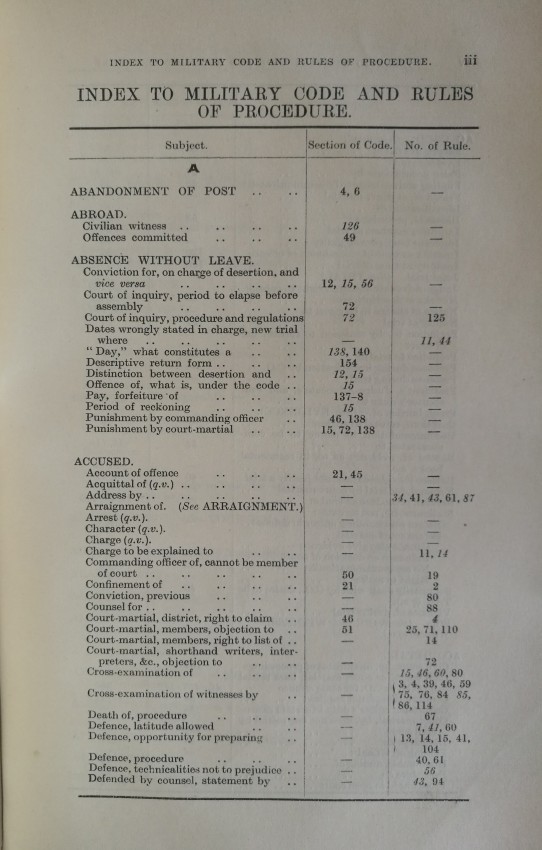 INDEX TO MILITARY CODE AND RULES OF PROCEDURE. iii
INDEX TO MILITARY CODE AND RULES
OF PROCEDURE.
Subject. Section of Code. No. of Rule.
A
ABANDONMENT OF POST .. .. 4, 6 —
ABROAD.
Civilian witness .. .. .. .. 126 —
Offences committed .. .. .. 49 —
ABSENCE WITHOUT LEAVE.
Conviction for, on charge of desertion, and
vice versa .. .. .. .. 12, 15, 56 —
Court of inquiry, period to elapse before
assembly .. .. .. .. 72 —
Court of inquiry, procedure and regulations 72 125
Dates wrongly stated in charge, new trial
where .. .. .. .. .. — 11, 44
"Day," what constitutes a .. .. 138, 140 —
Descriptive return form .. .. .. 154 —
Distinction between desertion and .. 12, 15 —
Offence of, what is, under the code .. 15 —
Pay, forfeiture of .. .. .. 137-8 —
Period of reckoning .. .. .. 15 —
Punishment by commanding officer .. 46, 138 —
Punishment by court-martial .. .. 15, 72, 138 —
ACCUSED.
Account of offence .. .. .. 21, 45 —
Acquittal of (q.v.) .. .. .. .. — —
Address by .. .. .. .. .. — 34, 41, 43, 61, 87
Arraignment of. (See ARRAIGNMENT.)
Arrest (q.v.). — —
Character (q.v.). — —
Charge (q.v.). — —
Charge to be explained to .. .. — 11, 14
Commanding officer of, cannot be member
of court .. .. .. .. .. 50 19
Confinement of .. .. .. .. 21 2
Conviction, previous .. .. .. — 80
Counsel for .. .. .. .. .. — 88
Court-martial, district, right to claim .. 46 4
Court-martial, members, objection to .. 51 25, 71, 110
Court-martial, members, right to list of .. — 14
Court-martial, shorthand writers, inter-
preters, &c., objection to .. .. — 72
Cross-examination of .. .. .. — 15, 46, 60, 80
3, 4, 39, 46, 59
Cross-examination of witnesses by .. — 75, 76, 84 85,
86, 114
Death of, procedure .. .. .. — 67
Defence, latitude allowed .. .. — 7, 41, 60
Defence, opportunity for preparing .. — 13, 14, 15, 41,
104
Defence, procedure .. .. .. — 40, 61
Defence, technicalities not to prejudice .. — 56
Defended by counsel, statement by .. — 43, 94